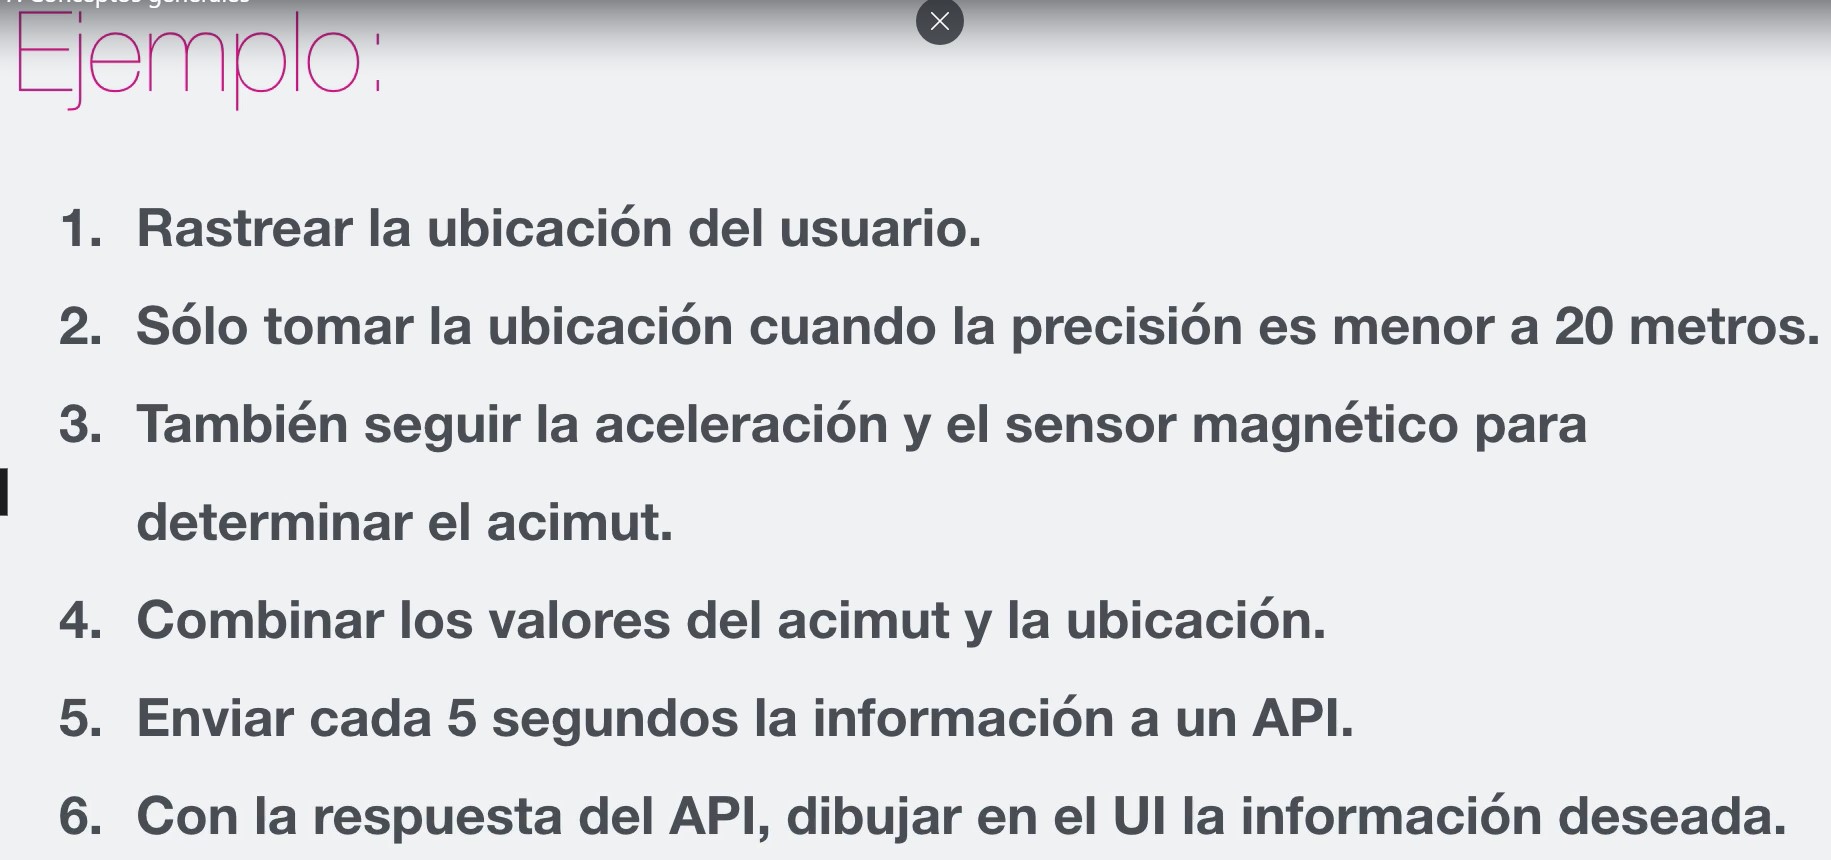 Conceptos generales
Ejemplo:
1. Rastrear la ubicación del usuario.
2. Sólo tomar la ubicación cuando la precisión es menor a 20 metros.
3. También seguir la aceleración y el sensor magnético para
determinar el acimut.
4. Combinar los valores del acimut y la ubicación.
5. Enviar cada 5 segundos la información a un API.
6. Con la respuesta del API, dibujar en el UI la información deseada.